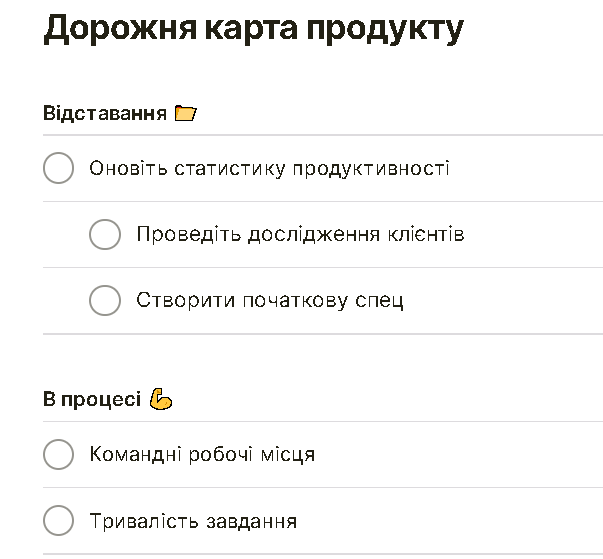 Дорожня карта продукту
Відставання 📁
Оновіть статистику продуктивності
Проведіть дослідження клієнтів
Створити початкову спец
В процесі 💪
Командні робочі місця
Тривалість завдання